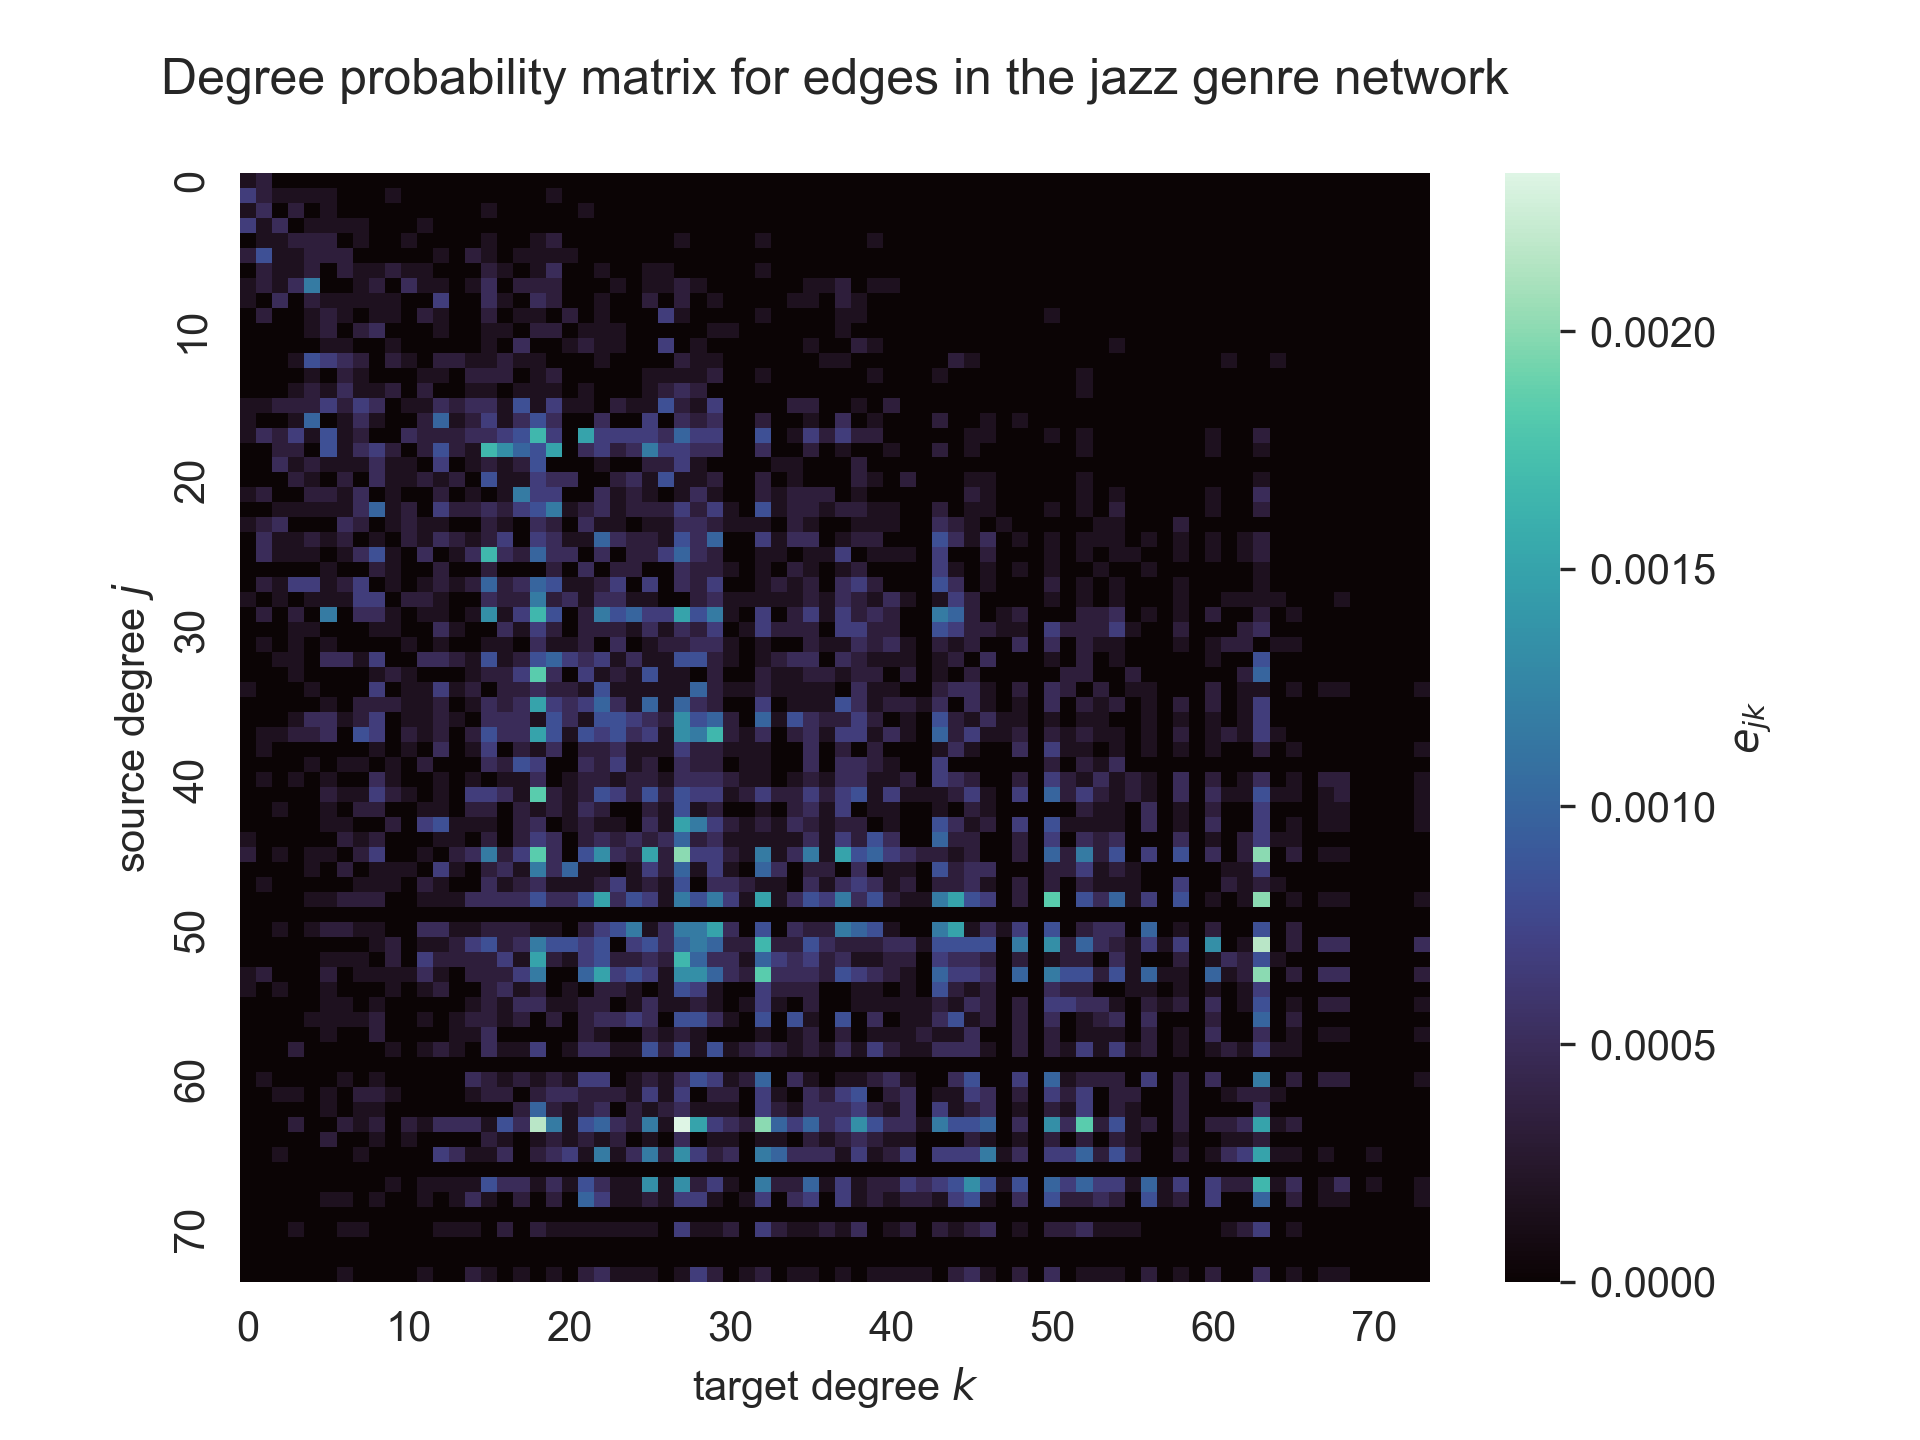 Degree probability matrix for edges in the jazz genre network
source degree j
0
10
20
30
40
50
60
70
0 10 20 30 40 50 60 70
target degree k
0.0020
0.0015
0.0010
0.0005
0.0000
e_{jk}